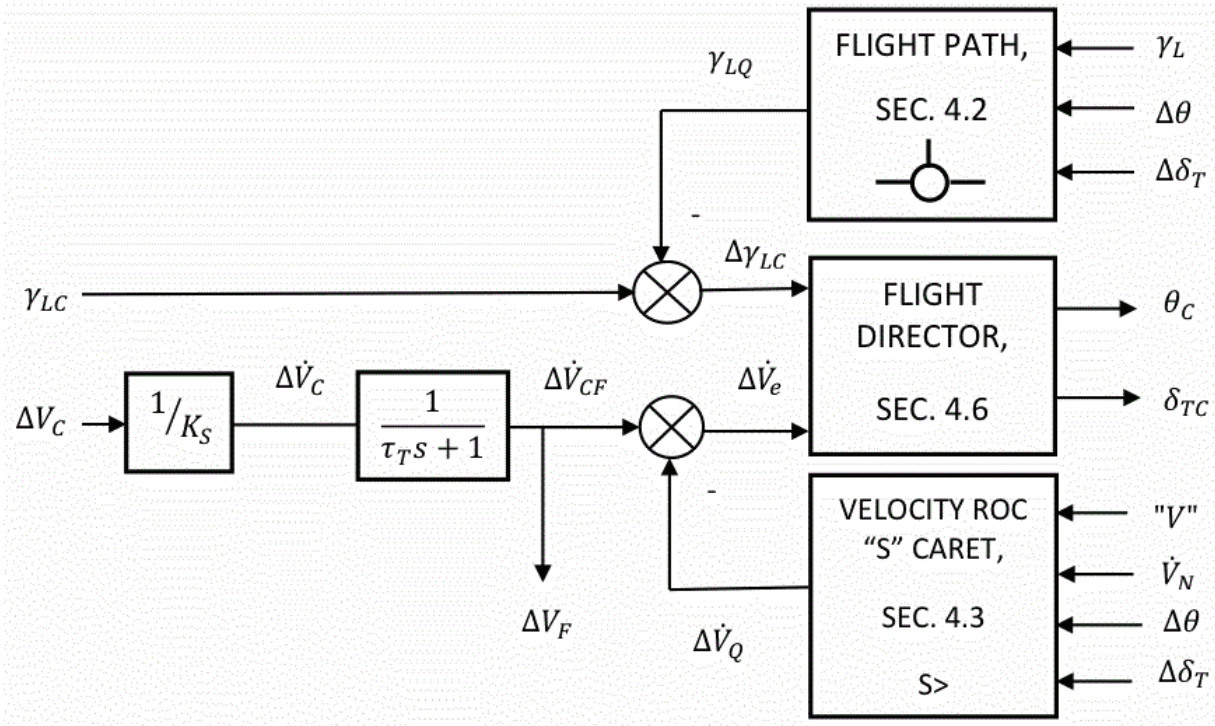 FLIGHT PATH,
SEC. 4.2
γ_L
Δθ
Δδ_T
γ_LQ
-
Δγ_LC
γ_LC
FLIGHT
DIRECTOR,
SEC. 4.6
θ_C
δ_TC
ΔV_C
1/K_S
ΔV̇_C
1
τ_T s + 1
ΔV̇_CF
ΔV̇_e
-
ΔV_F
ΔV̇_Q
VELOCITY ROC
“S” CARET,
SEC. 4.3
S>
"V"
V̇_N
Δθ
Δδ_T